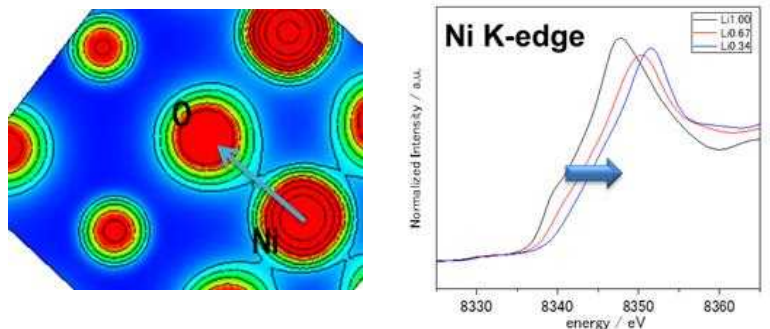 O
Ni
Ni K-edge
Li1.00
Li0.67
Li0.34
Normalized Intensity / a.u.
8330 8340 8350 8360
energy / eV